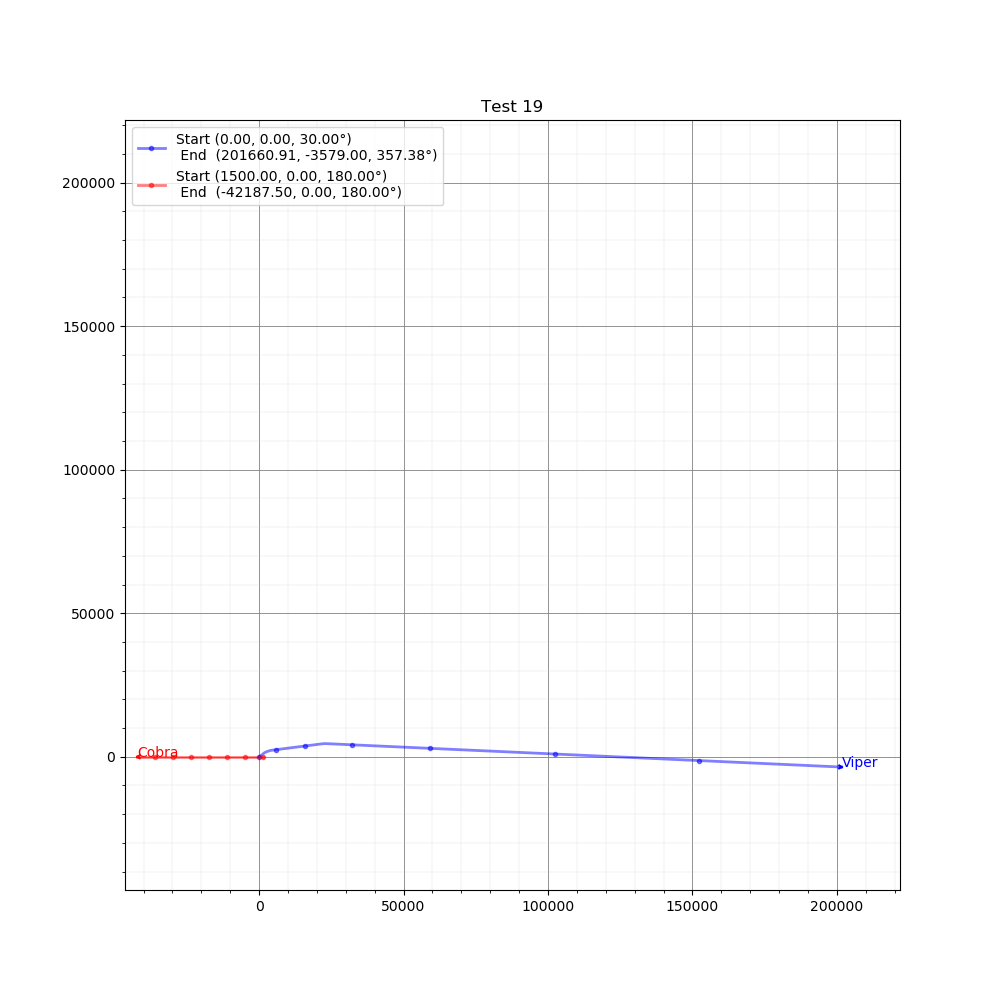 Test 19
Start (0.00, 0.00, 30.00°)
End (201660.91, -3579.00, 357.38°)
Start (1500.00, 0.00, 180.00°)
End (-42187.50, 0.00, 180.00°)
200000
150000
100000
50000
0
Cobra
Viper
0 50000 100000 150000 200000